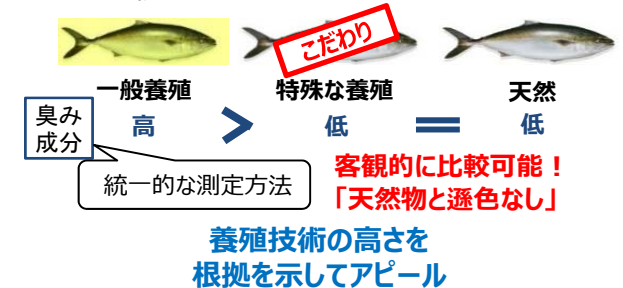 こだわり
一般養殖
特殊な養殖
天然
臭み
成分
高 > 低 = 低
統一的な測定方法
客観的に比較可能！
「天然物と遜色なし」
養殖技術の高さを
根拠を示してアピール